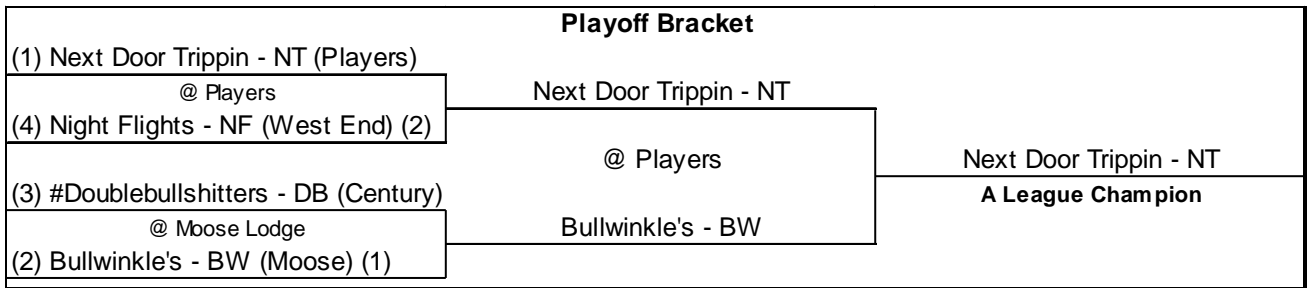 Playoff Bracket
(1) Next Door Trippin - NT (Players)
@ Players
Next Door Trippin - NT
(4) Night Flights - NF (West End) (2)
@ Players
Next Door Trippin - NT
(3) #Doublebullshitters - DB (Century)
A League Champion
@ Moose Lodge
Bullwinkle's - BW
(2) Bullwinkle's - BW (Moose) (1)